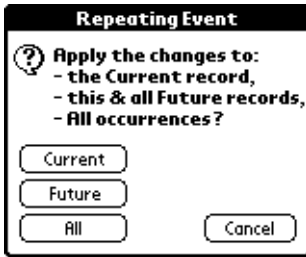 Repeating Event
Apply the changes to:
- the Current record,
- this & all Future records,
- All occurrences?
Current
Future
All
Cancel